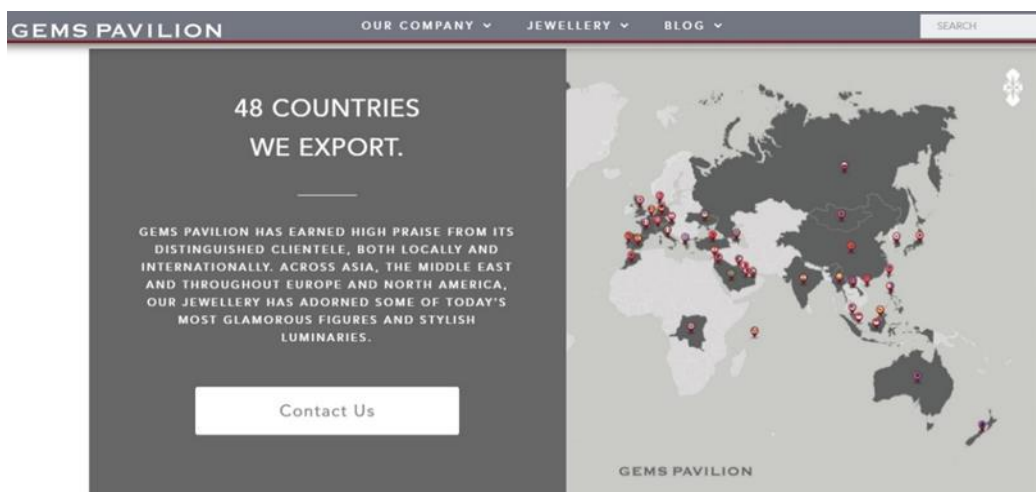 GEMS PAVILION
OUR COMPANY
JEWELLERY
BLOG
SEARCH
48 COUNTRIES
WE EXPORT.
GEMS PAVILION HAS EARNED HIGH PRAISE FROM ITS
DISTINGUISHED CLIENTELE, BOTH LOCALLY AND
INTERNATIONALLY. ACROSS ASIA, THE MIDDLE EAST
AND THROUGHOUT EUROPE AND NORTH AMERICA,
OUR JEWELLERY HAS ADORNED SOME OF TODAY'S
MOST GLAMOROUS FIGURES AND STYLISH
LUMINARIES.
Contact Us
GEMS PAVILION